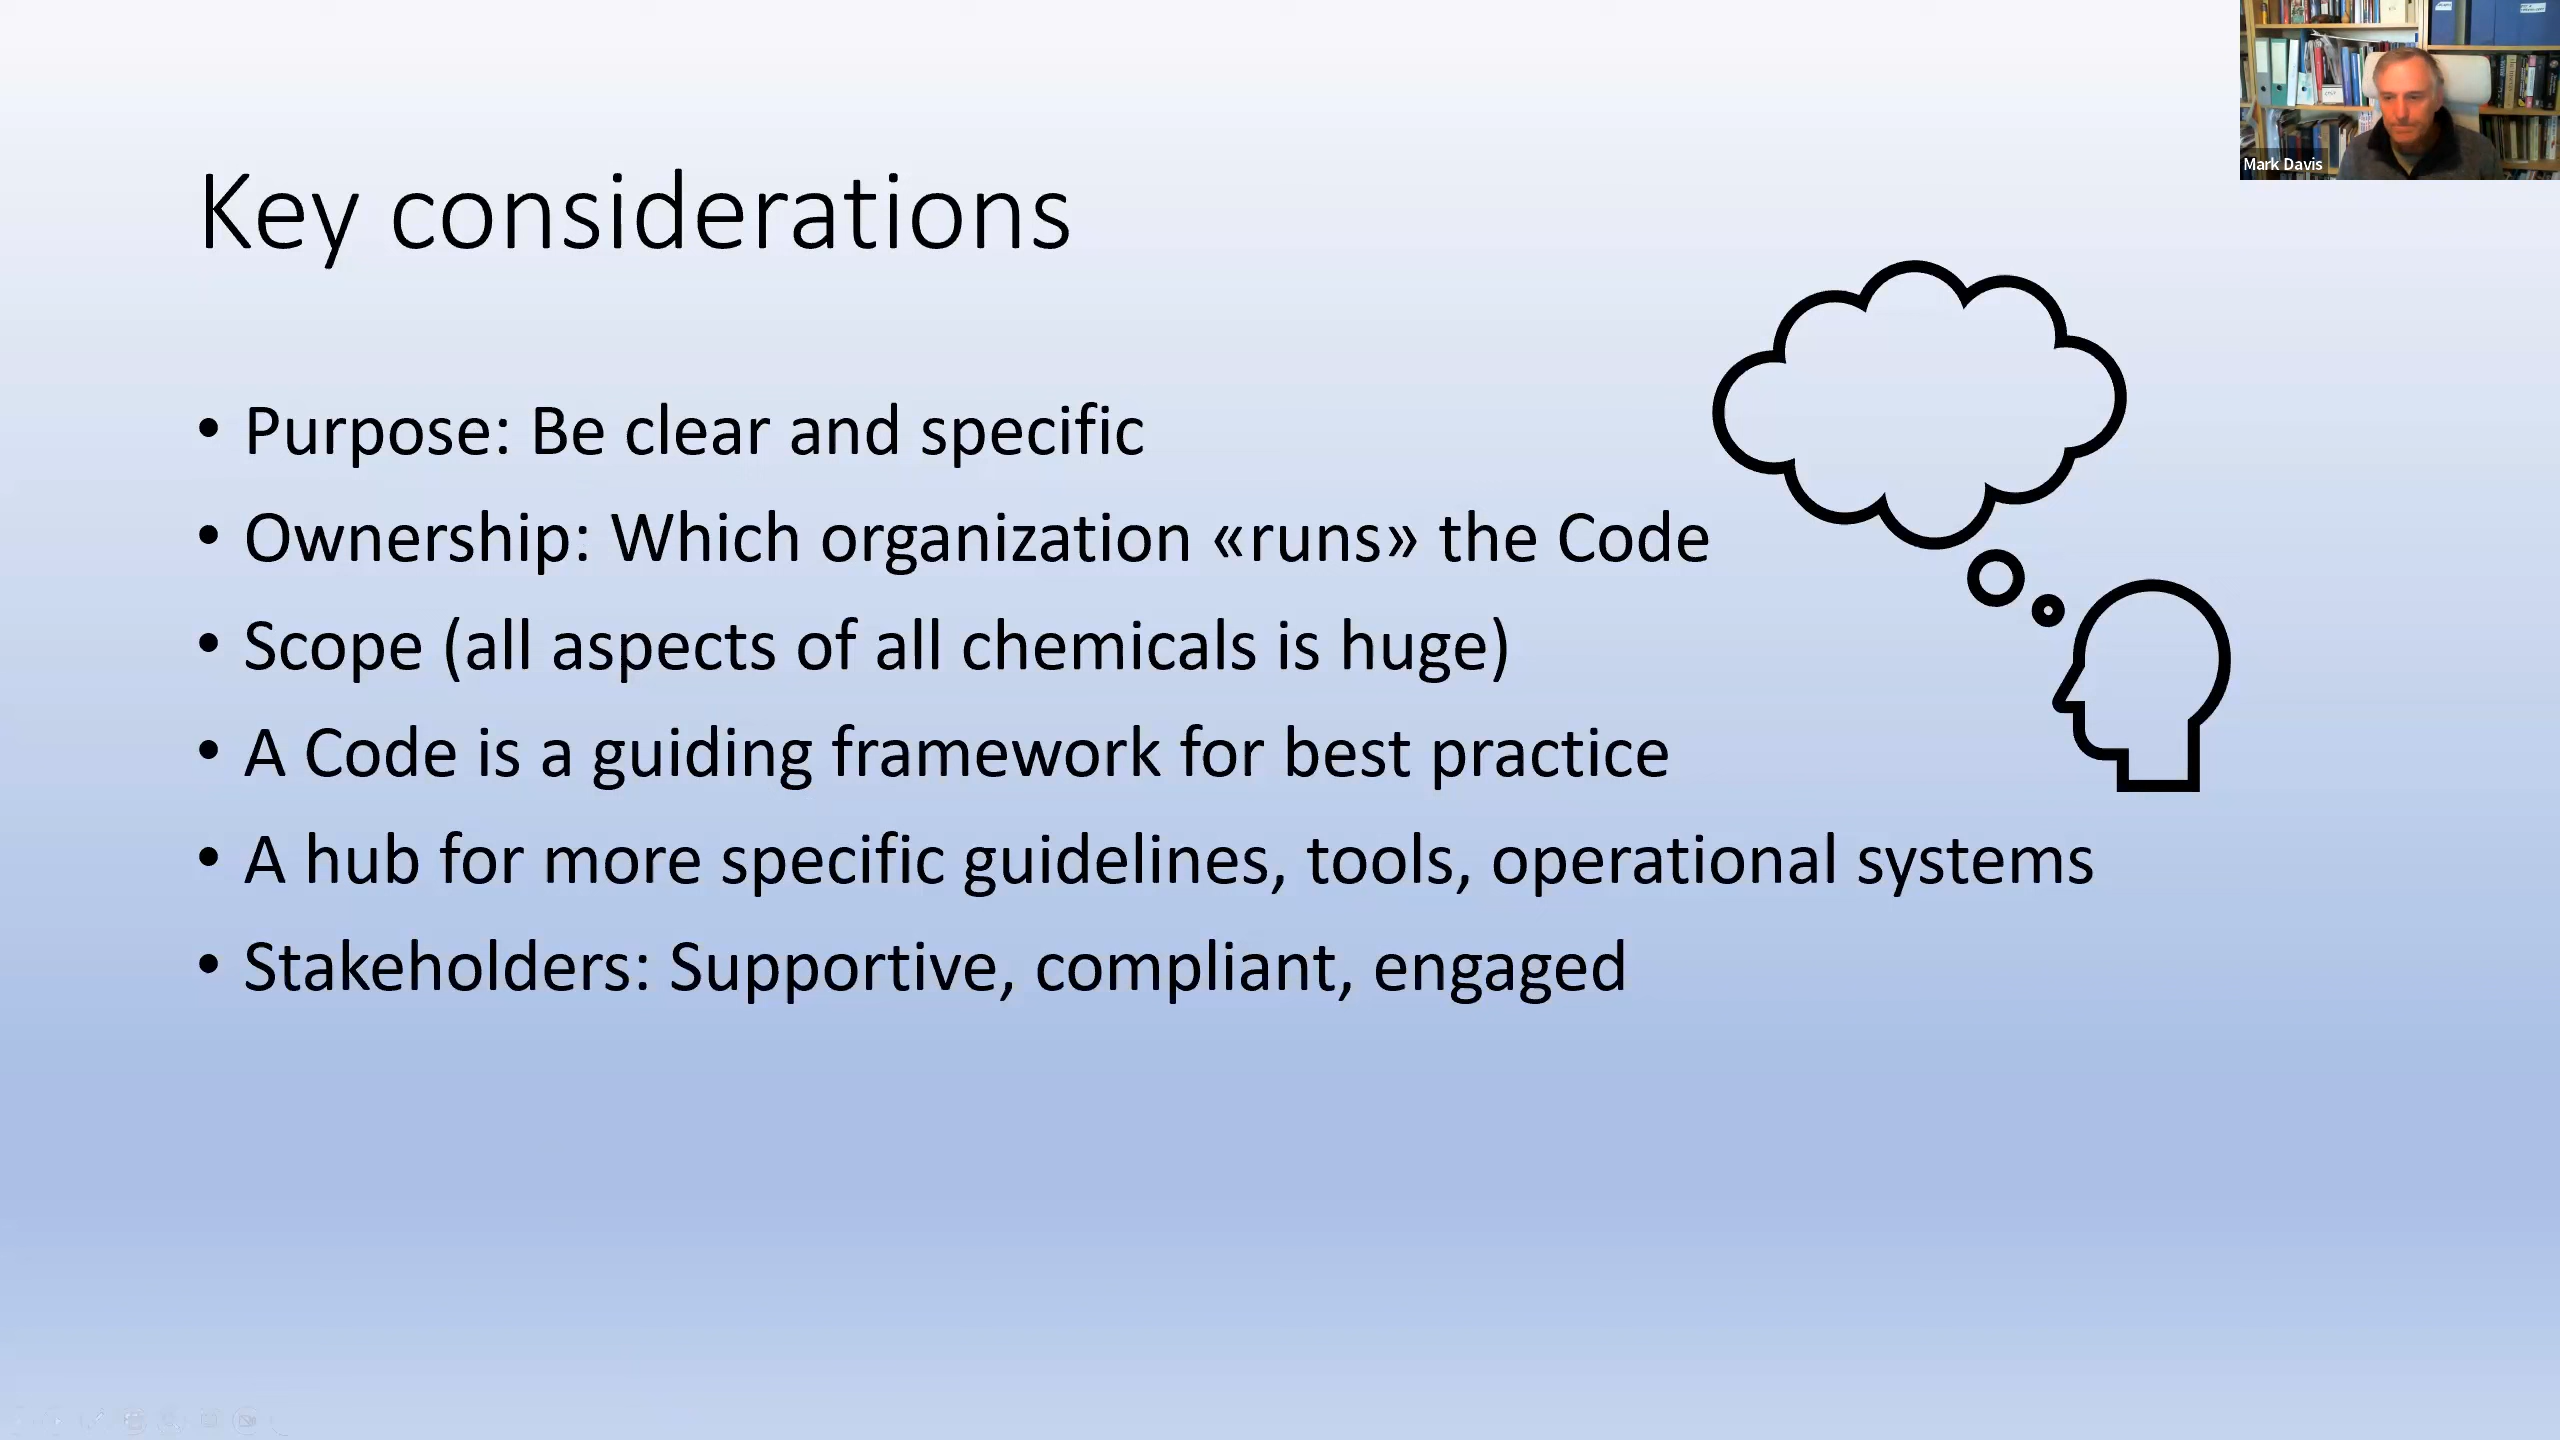 Mark Davis
Key considerations
• Purpose: Be clear and specific
• Ownership: Which organization «runs» the Code
• Scope (all aspects of all chemicals is huge)
• A Code is a guiding framework for best practice
• A hub for more specific guidelines, tools, operational systems
• Stakeholders: Supportive, compliant, engaged